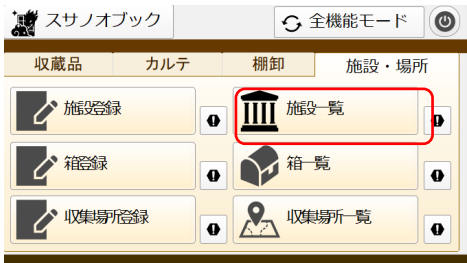 スサノオブック 全機能モード
収蔵品 カルテ 棚卸 施設・場所
施設登録 施設一覧
箱登録 箱一覧
収集場所登録 収集場所一覧